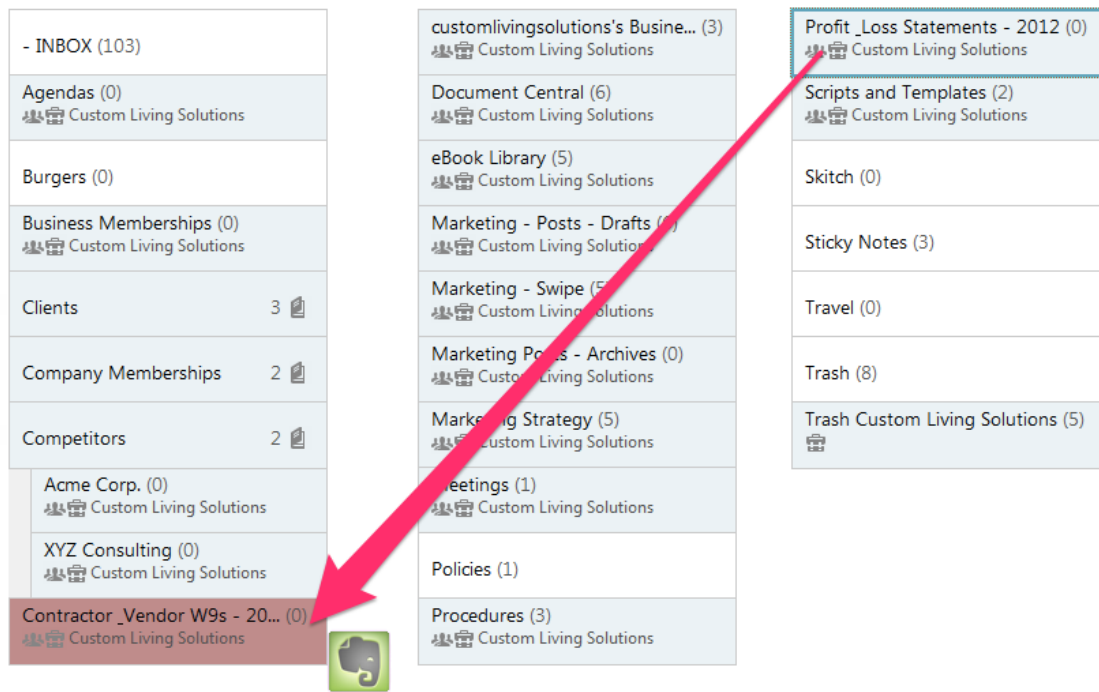 - INBOX (103)
Agendas (0)
Custom Living Solutions
Burgers (0)
Business Memberships (0)
Custom Living Solutions
Clients 3
Company Memberships 2
Competitors 2
Acme Corp. (0)
Custom Living Solutions
XYZ Consulting (0)
Custom Living Solutions
Contractor _Vendor W9s - 20... (0)
Custom Living Solutions
customlivingsolutions's Busine... (3)
Custom Living Solutions
Document Central (6)
Custom Living Solutions
eBook Library (5)
Custom Living Solutions
Marketing - Posts - Drafts
Custom Living Solutions
Marketing - Swipe (5)
Custom Living Solutions
Marketing Posts - Archives (0)
Custom Living Solutions
Marketing Strategy (5)
Custom Living Solutions
Meetings (1)
Custom Living Solutions
Policies (1)
Procedures (3)
Custom Living Solutions
Profit _Loss Statements - 2012 (0)
Custom Living Solutions
Scripts and Templates (2)
Custom Living Solutions
Skitch (0)
Sticky Notes (3)
Travel (0)
Trash (8)
Trash Custom Living Solutions (5)